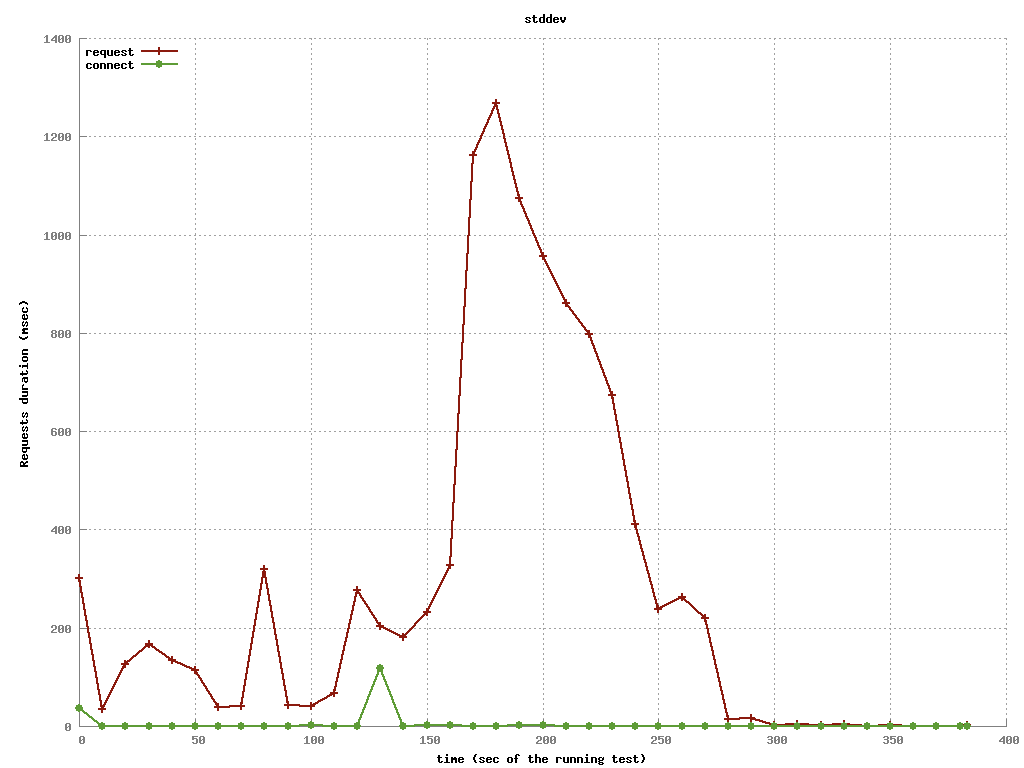 stddev
1400
request
connect
1200
1000
800
600
400
200
0
0 50 100 150 200 250 300 350 400
Requests duration (msec)
time (sec of the running test)